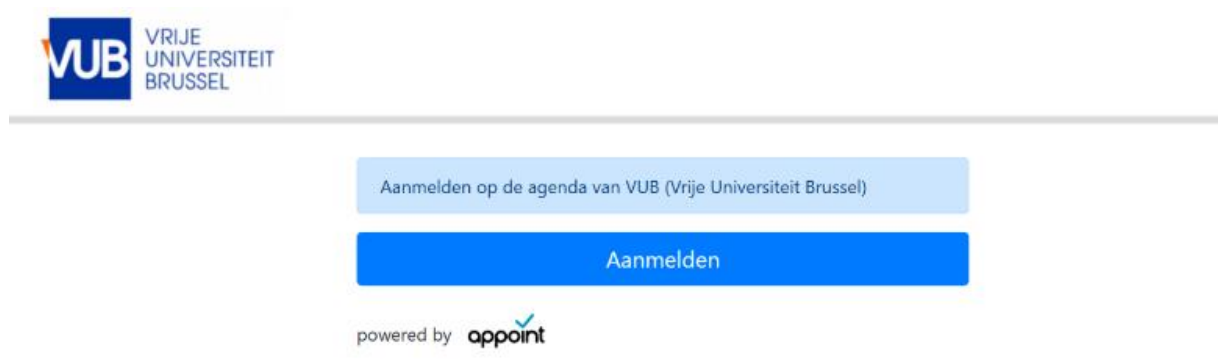 VUB
VRIJE
UNIVERSITEIT
BRUSSEL
Aanmelden op de agenda van VUB (Vrije Universiteit Brussel)
Aanmelden
powered by appoint